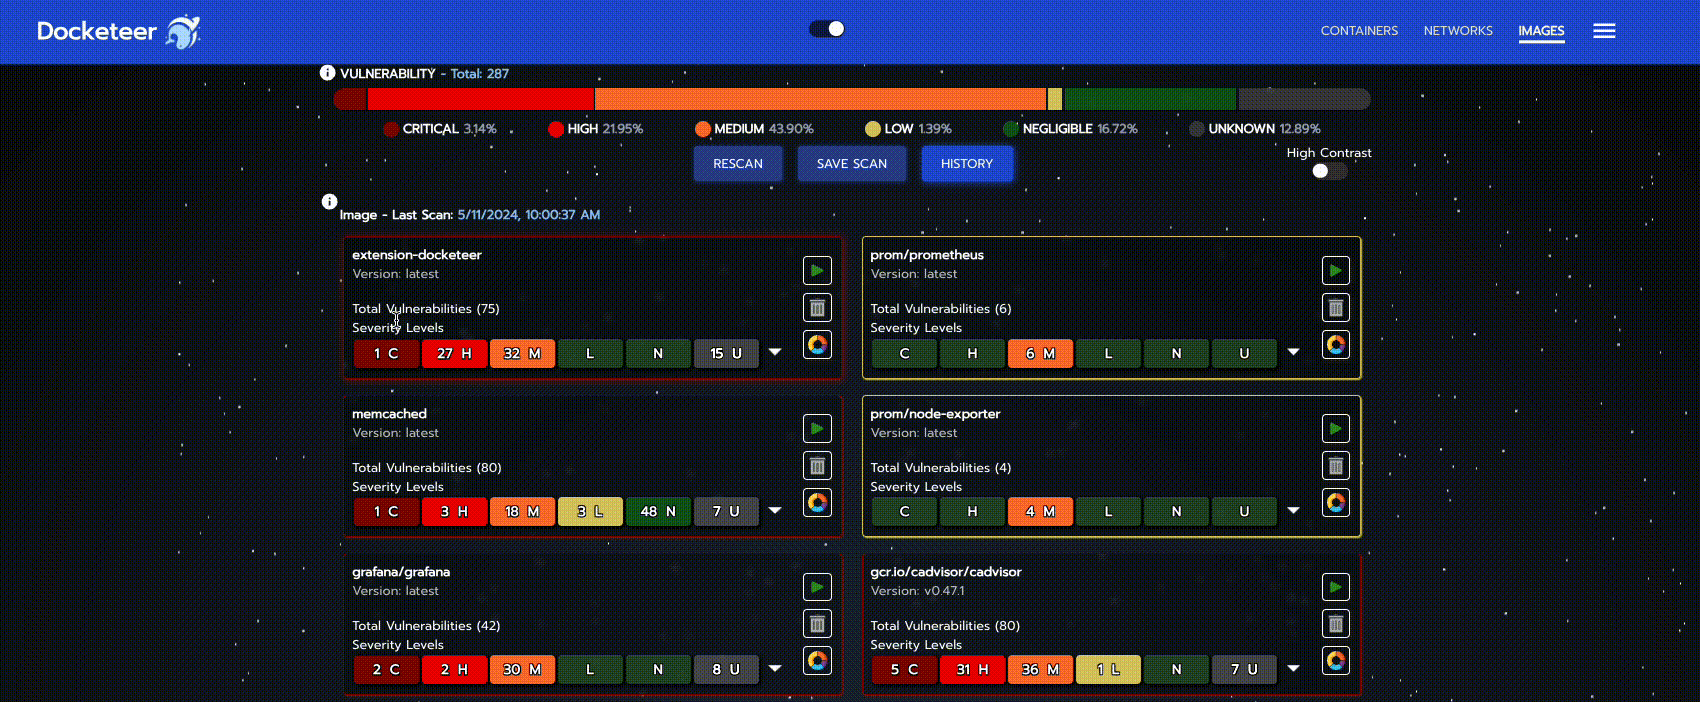 Docketeer
CONTAINERS NETWORKS IMAGES
VULNERABILITY - Total: 287
CRITICAL 3.14% HIGH 21.95% MEDIUM 43.90% LOW 1.39% NEGLIGIBLE 16.72% UNKNOWN 12.89%
RESCAN SAVE SCAN HISTORY
High Contrast
Image - Last Scan: 5/11/2024, 10:00:37 AM
extension-docketeer
Version: latest
Total Vulnerabilities (75)
Severity Levels
1 C 27 H 32 M L N 15 U
prom/prometheus
Version: latest
Total Vulnerabilities (6)
Severity Levels
C H 6 M L N U
memcached
Version: latest
Total Vulnerabilities (80)
Severity Levels
1 C 3 H 18 M 3 L 48 N 7 U
prom/node-exporter
Version: latest
Total Vulnerabilities (4)
Severity Levels
C H 4 M L N U
grafana/grafana
Version: latest
Total Vulnerabilities (42)
Severity Levels
2 C 2 H 30 M L N 8 U
gcr.io/cadvisor/cadvisor
Version: v0.47.1
Total Vulnerabilities (80)
Severity Levels
5 C 31 H 36 M 1 L N 7 U